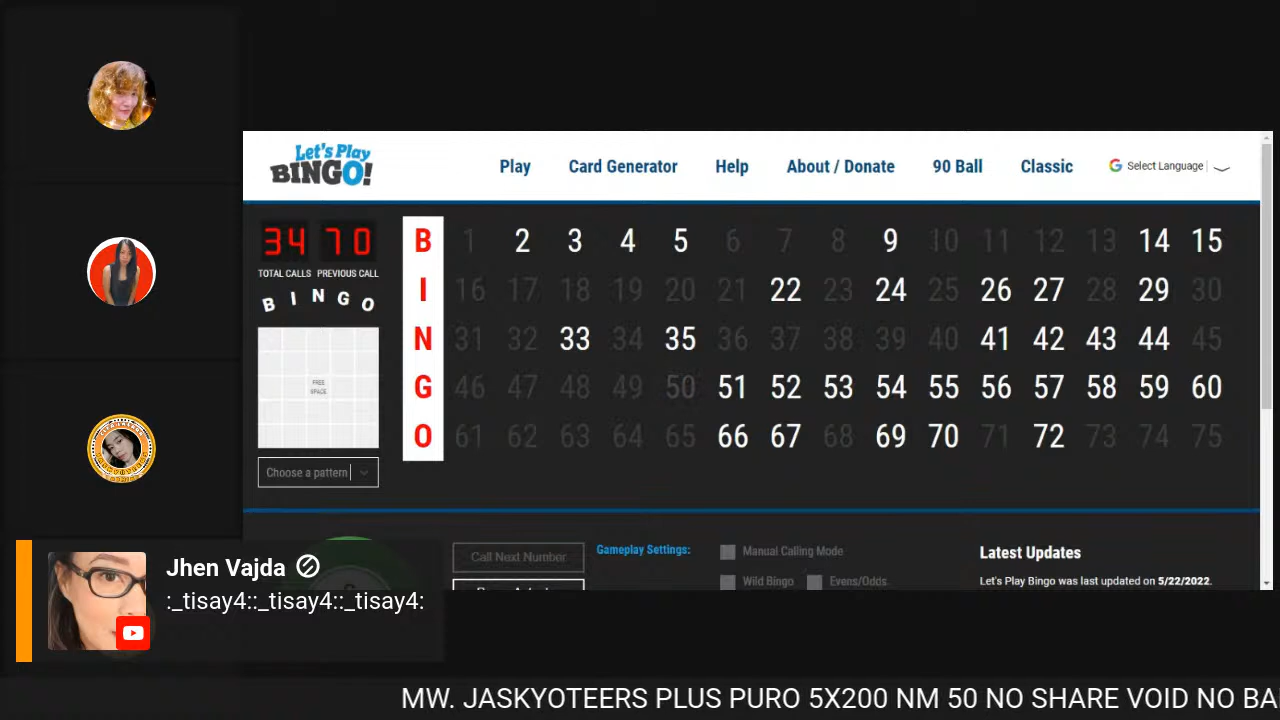 Let's Play
BINGO!
Play Card Generator Help About / Donate 90 Ball Classic G Select Language
34 70
TOTAL CALLS PREVIOUS CALL
B I N G O
FREE
SPACE
Choose a pattern
B 1 2 3 4 5 6 7 8 9 10 11 12 13 14 15
I 16 17 18 19 20 21 22 23 24 25 26 27 28 29 30
N 31 32 33 34 35 36 37 38 39 40 41 42 43 44 45
G 46 47 48 49 50 51 52 53 54 55 56 57 58 59 60
O 61 62 63 64 65 66 67 68 69 70 71 72 73 74 75
Call Next Number
Gameplay Settings:
Manual Calling Mode
Wild Bingo Evens/Odds
Latest Updates
Let's Play Bingo was last updated on 5/22/2022.
Jhen Vajda
:_tisay4::_tisay4::_tisay4:
MW. JASKYOTEERS PLUS PURO 5X200 NM 50 NO SHARE VOID NO BA